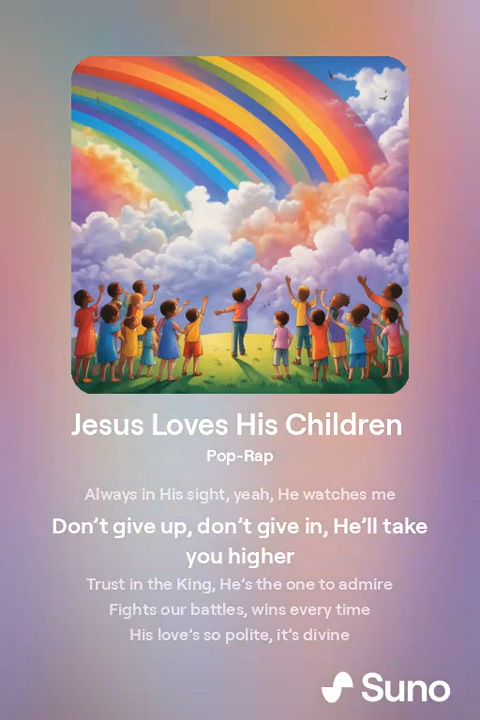 Jesus Loves His Children
Pop-Rap
Always in His sight, yeah, He watches me
Don't give up, don't give in, He'll take
you higher
Trust in the King, He's the one to admire
Fights our battles, wins every time
His love's so polite, it's divine
Suno